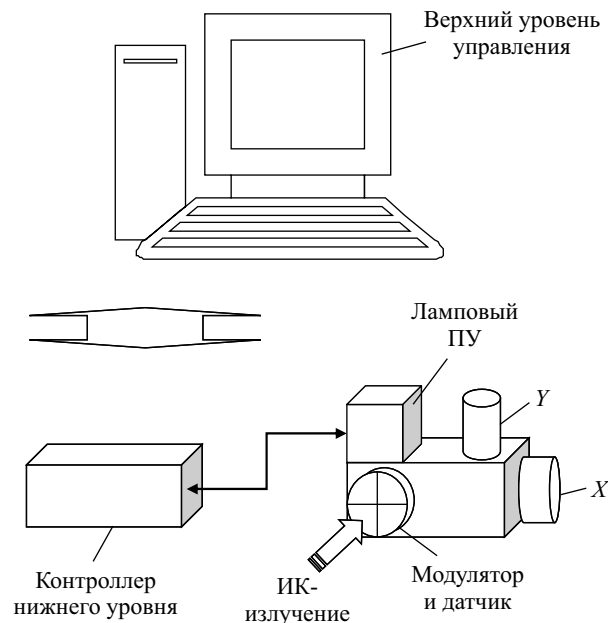 Верхний уровень
управления
Ламповый
ПУ
Y
X
Контроллер
нижнего уровня
ИК-
излучение
Модулятор
и датчик